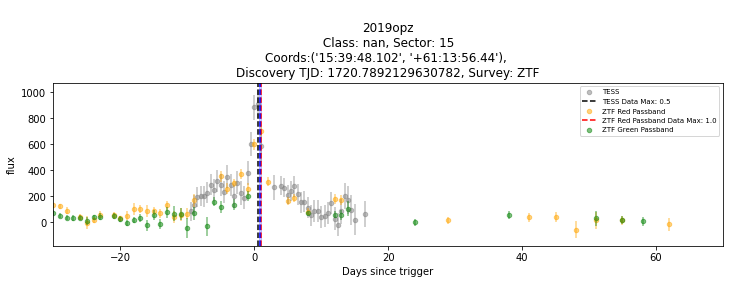 2019opz
Class: nan, Sector: 15
Coords:('15:39:48.102', '+61:13:56.44'),
Discovery TJD: 1720.7892129630782, Survey: ZTF
TESS
TESS Data Max: 0.5
ZTF Red Passband
ZTF Red Passband Data Max: 1.0
ZTF Green Passband
1000
800
600
400
200
0
flux
−20
0
20
40
60
Days since trigger